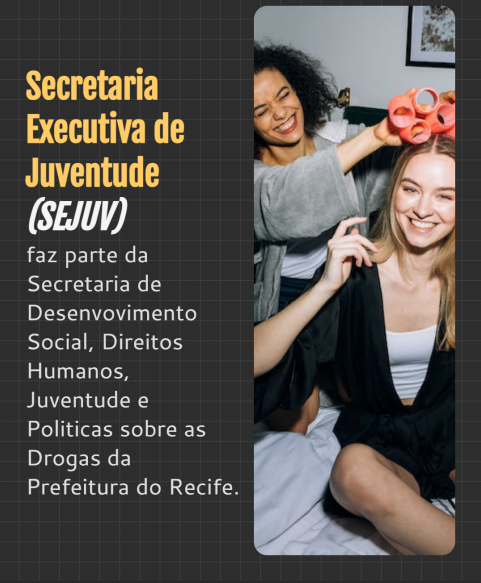 Secretaria
Executiva de
Juventude
(SEJUV)
faz parte da
Secretaria de
Desenvovimento
Social, Direitos
Humanos,
Juventude e
Politicas sobre as
Drogas da
Prefeitura do Recife.